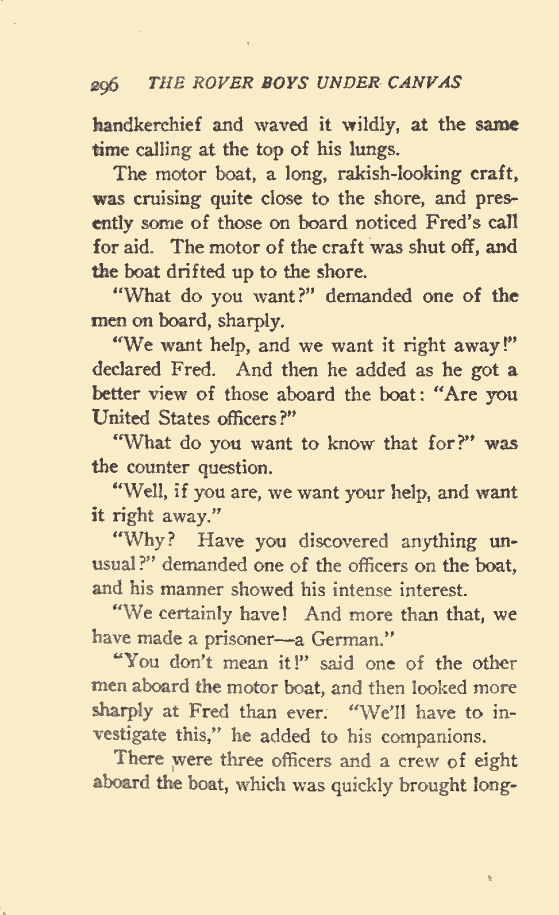 296 THE ROVER BOYS UNDER CANVAS
handkerchief and waved it wildly, at the same
time calling at the top of his lungs.
The motor boat, a long, rakish-looking craft,
was cruising quite close to the shore, and pres-
ently some of those on board noticed Fred's call
for aid. The motor of the craft was shut off, and
the boat drifted up to the shore.
"What do you want?" demanded one of the
men on board, sharply.
"We want help, and we want it right away!"
declared Fred. And then he added as he got a
better view of those aboard the boat: "Are you
United States officers?"
"What do you want to know that for?" was
the counter question.
"Well, if you are, we want your help, and want
it right away."
"Why? Have you discovered anything un-
usual?" demanded one of the officers on the boat,
and his manner showed his intense interest.
"We certainly have! And more than that, we
have made a prisoner—a German."
"You don't mean it!" said one of the other
men aboard the motor boat, and then looked more
sharply at Fred than ever. "We'll have to in-
vestigate this," he added to his companions.
There were three officers and a crew of eight
aboard the boat, which was quickly brought long-